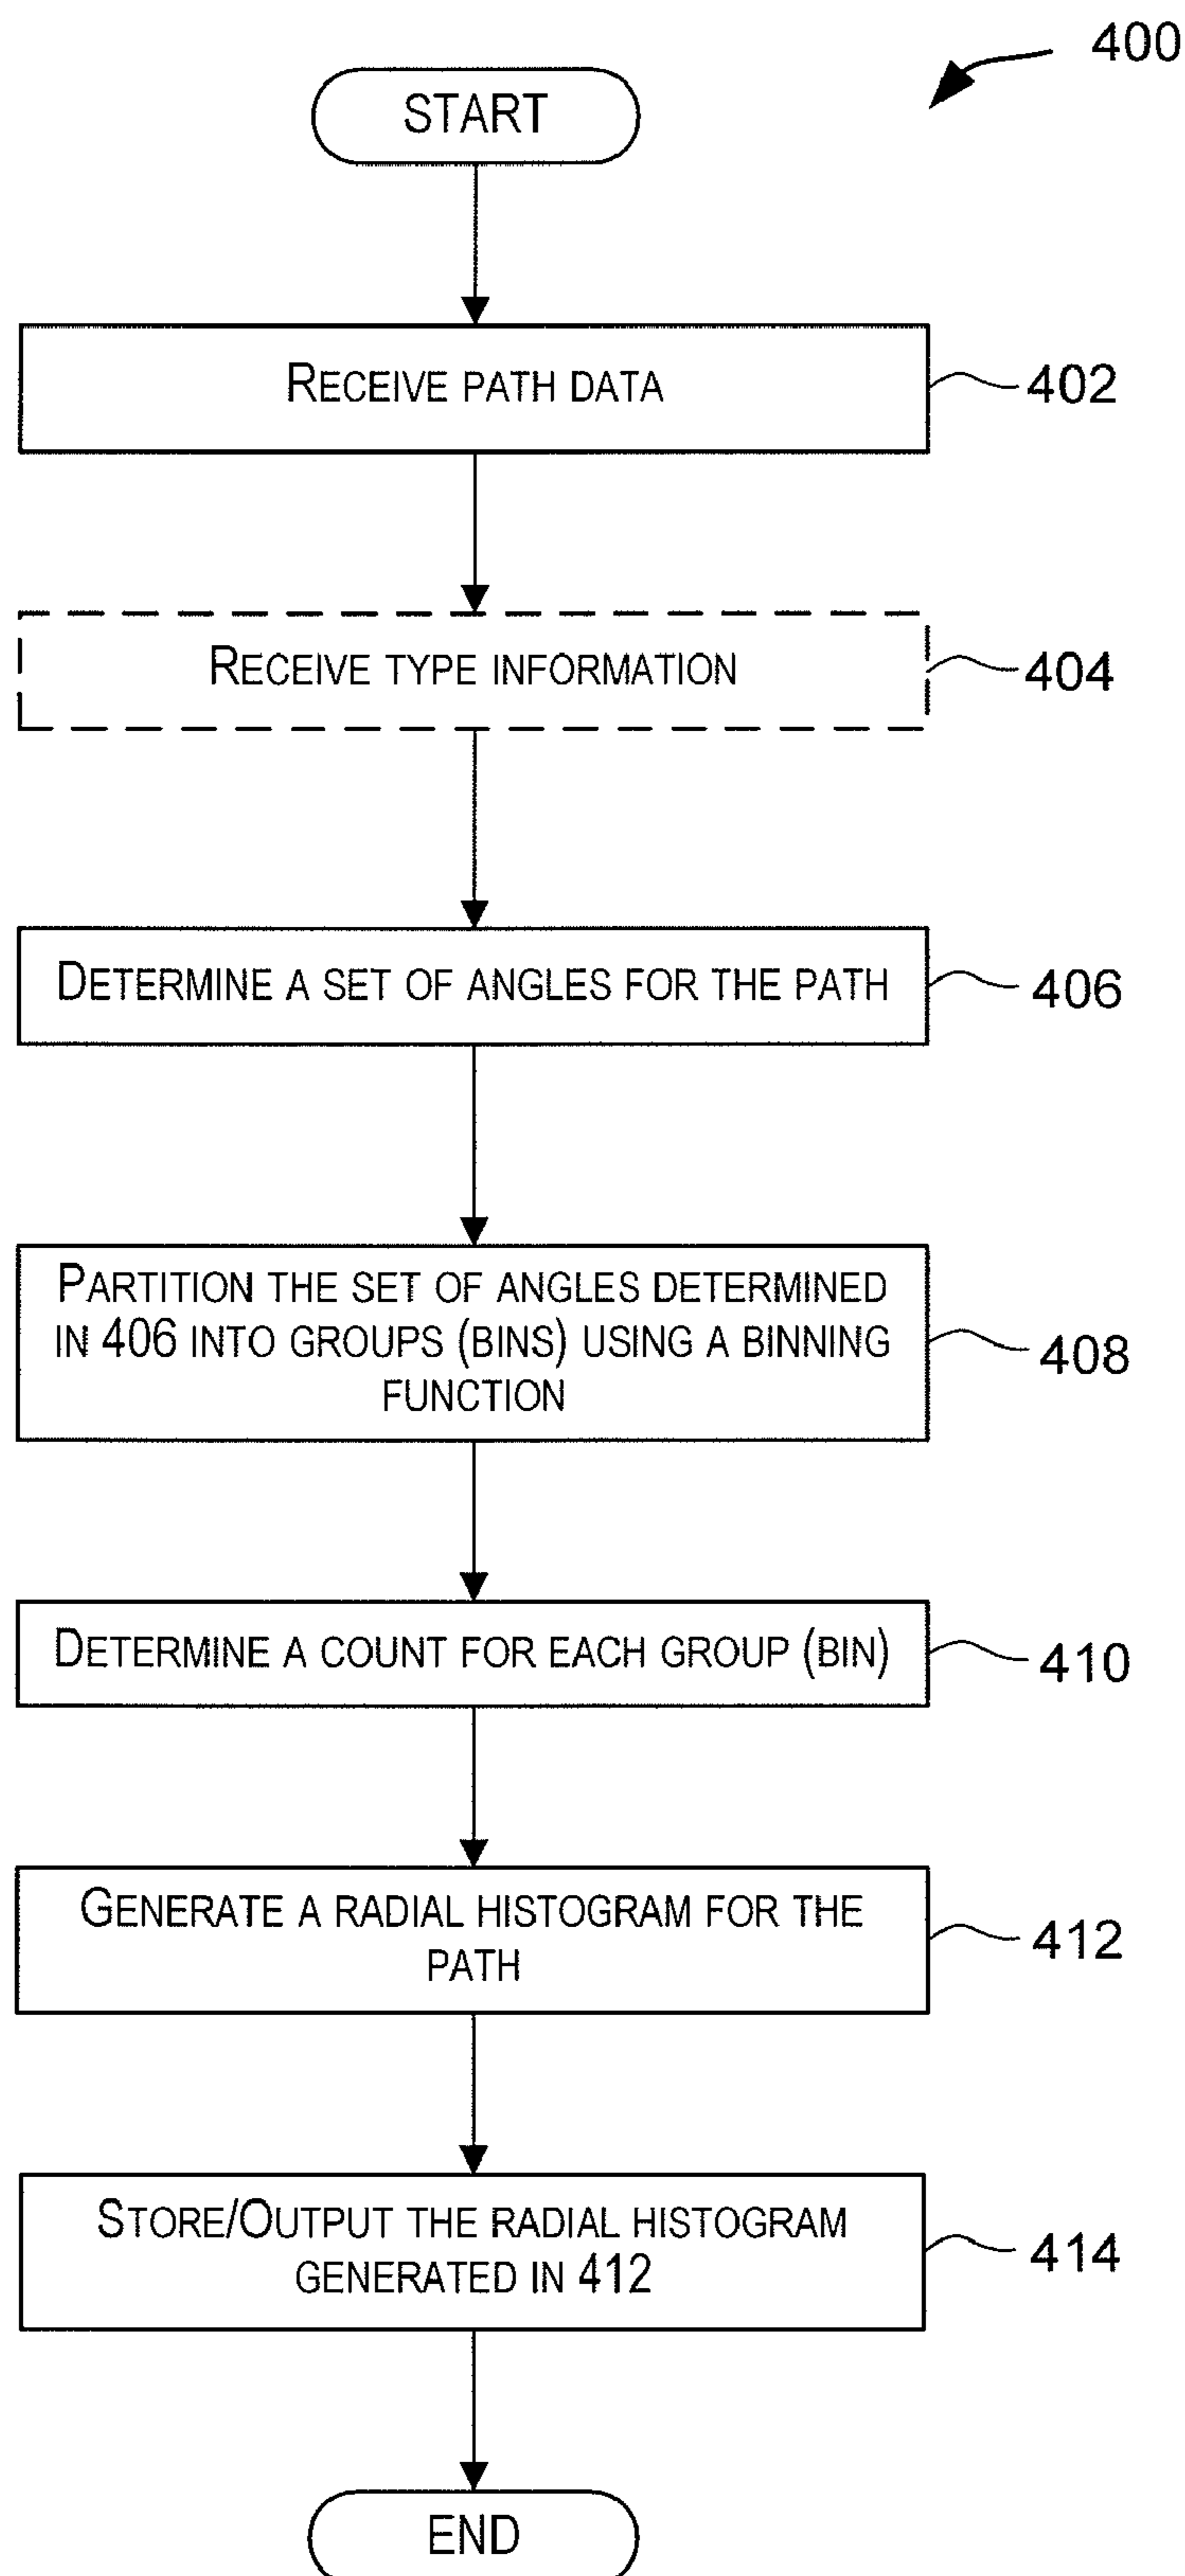 400
START
RECEIVE PATH DATA
402
RECEIVE TYPE INFORMATION
404
DETERMINE A SET OF ANGLES FOR THE PATH
406
PARTITION THE SET OF ANGLES DETERMINED
IN 406 INTO GROUPS (BINS) USING A BINNING
FUNCTION
408
DETERMINE A COUNT FOR EACH GROUP (BIN)
410
GENERATE A RADIAL HISTOGRAM FOR THE
PATH
412
STORE/OUTPUT THE RADIAL HISTOGRAM
GENERATED IN 412
414
END